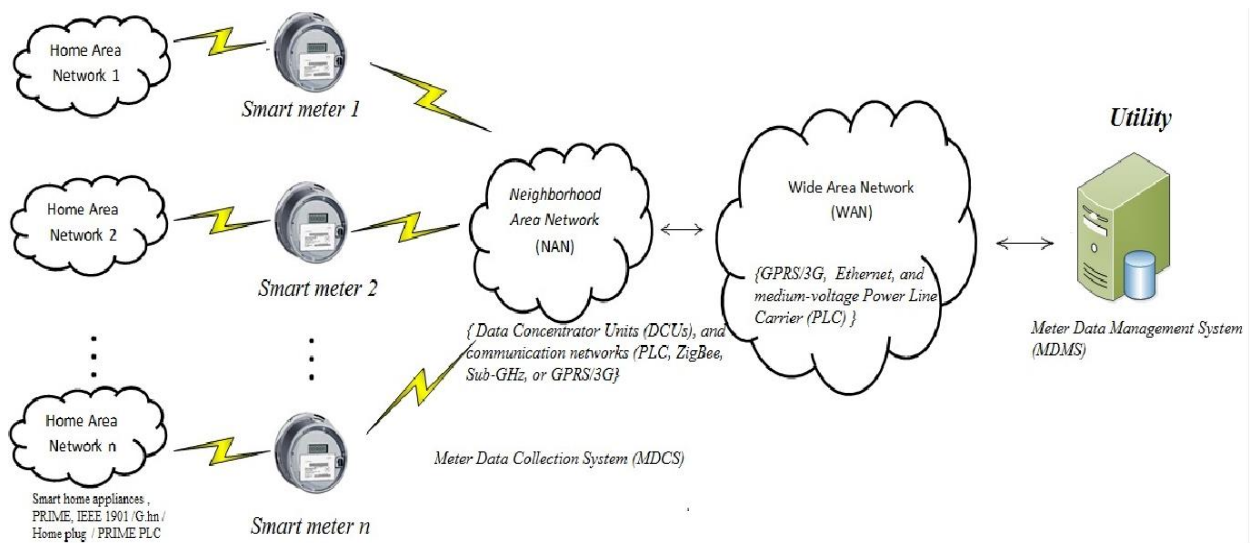 Home Area
Network 1
Smart meter 1
Home Area
Network 2
Smart meter 2
Home Area
Network n
Smart meter n
Smart home appliances ,
PRIME, IEEE 1901 /G.hn /
Home plug / PRIME PLC
Neighborhood
Area Network
(NAN)
{ Data Concentrator Units (DCUs), and
communication networks (PLC, ZigBee,
Sub-GHz, or GPRS/3G}
Meter Data Collection System (MDCS)
Wide Area Network
(WAN)
{GPRS/3G, Ethernet, and
medium-voltage Power Line
Carrier (PLC) }
Utility
Meter Data Management System
(MDMS)